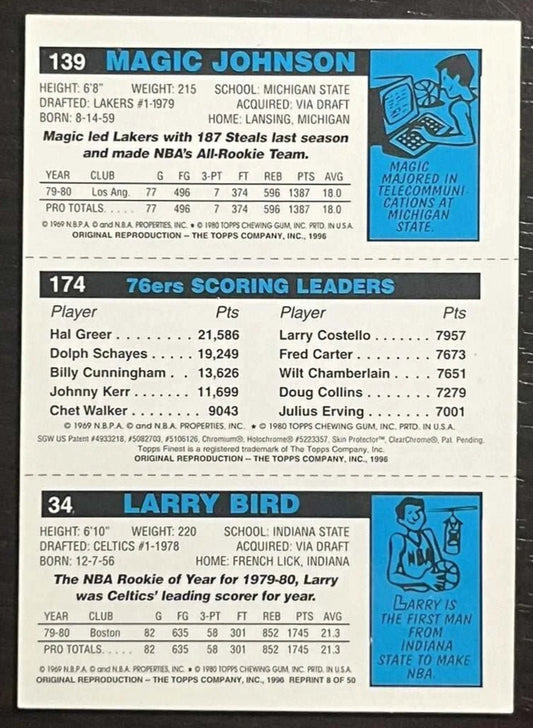 139 MAGIC JOHNSON
HEIGHT: 6'8" WEIGHT: 215 SCHOOL: MICHIGAN STATE
DRAFTED: LAKERS #1-1979 ACQUIRED: VIA DRAFT
BORN: 8-14-59 HOME: LANSING, MICHIGAN
Magic led Lakers with 187 Steals last season
and made NBA's All-Rookie Team.
YEAR CLUB G FG 3-PT FT REB PTS AVG
79-80 Los Ang. 77 496 7 374 596 1387 18.0
PRO TOTALS. . . . . 77 496 7 374 596 1387 18.0
© 1969 N.B.P.A. © and N.B.A. PROPERTIES, INC. ★ © 1980 TOPPS CHEWING GUM, INC. PRTD. IN U.S.A.
ORIGINAL REPRODUCTION -- THE TOPPS COMPANY, INC., 1996
MAGIC
MAJORED IN
TELECOMMUNI-
CATIONS AT
MICHIGAN
STATE.
174 76ers SCORING LEADERS
Player Pts Player Pts
Hal Greer . . . . . . . . 21,586 Larry Costello . . . . . . 7957
Dolph Schayes . . . . 19,249 Fred Carter . . . . . . . . 7673
Billy Cunningham . . 13,626 Wilt Chamberlain . . . . 7651
Johnny Kerr . . . . . . 11,699 Doug Collins . . . . . . . 7279
Chet Walker . . . . . . 9043 Julius Erving . . . . . . . 7001
© 1969 N.B.P.A. © and N.B.A. PROPERTIES, INC. ★ © 1980 TOPPS CHEWING GUM, INC. PRTD. IN U.S.A.
SGW US Patent #4933218, #5082703, #5106126, Chromium®, Holochrome® #5223357, Skin Protector™, ClearChrome®, Pat. Pending.
Topps Finest is a registered trademark of The Topps Company, Inc.
ORIGINAL REPRODUCTION -- THE TOPPS COMPANY, INC., 1996
34 LARRY BIRD
HEIGHT: 6'10" WEIGHT: 220 SCHOOL: INDIANA STATE
DRAFTED: CELTICS #1-1978 ACQUIRED: VIA DRAFT
BORN: 12-7-56 HOME: FRENCH LICK, INDIANA
The NBA Rookie of Year for 1979-80, Larry
was Celtics' leading scorer for year.
YEAR CLUB G FG 3-PT FT REB PTS AVG
79-80 Boston 82 635 58 301 852 1745 21.3
PRO TOTALS. . . . . 82 635 58 301 852 1745 21.3
© 1969 N.B.P.A. © and N.B.A. PROPERTIES, INC. ★ © 1980 TOPPS CHEWING GUM, INC. PRTD. IN U.S.A.
ORIGINAL REPRODUCTION -- THE TOPPS COMPANY, INC., 1996 REPRINT 8 OF 50
NBA
LARRY IS
THE FIRST MAN
FROM
INDIANA
STATE TO MAKE
NBA.